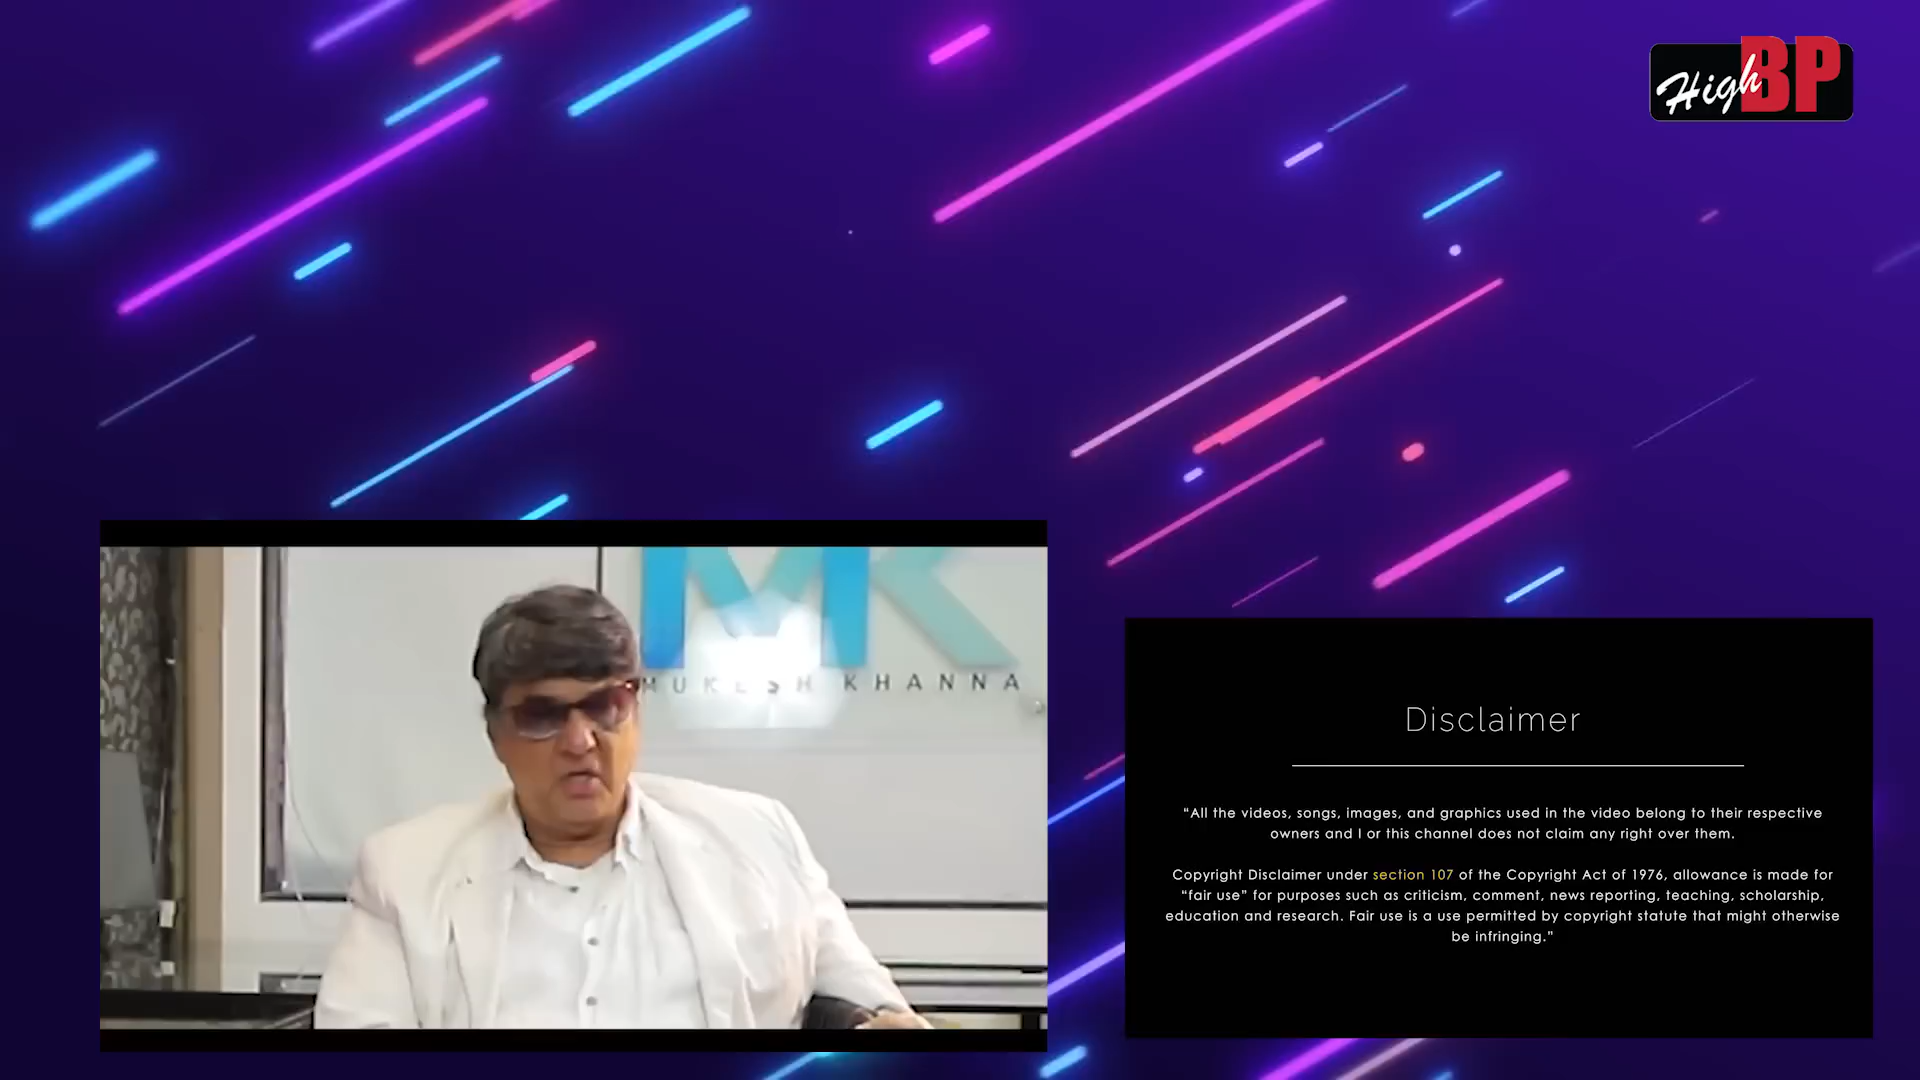 High BP
MK
MUKESH KHANNA
Disclaimer
“All the videos, songs, images, and graphics used in the video belong to their respective
owners and I or this channel does not claim any right over them.
Copyright Disclaimer under section 107 of the Copyright Act of 1976, allowance is made for
“fair use” for purposes such as criticism, comment, news reporting, teaching, scholarship,
education and research. Fair use is a use permitted by copyright statute that might otherwise
be infringing.”